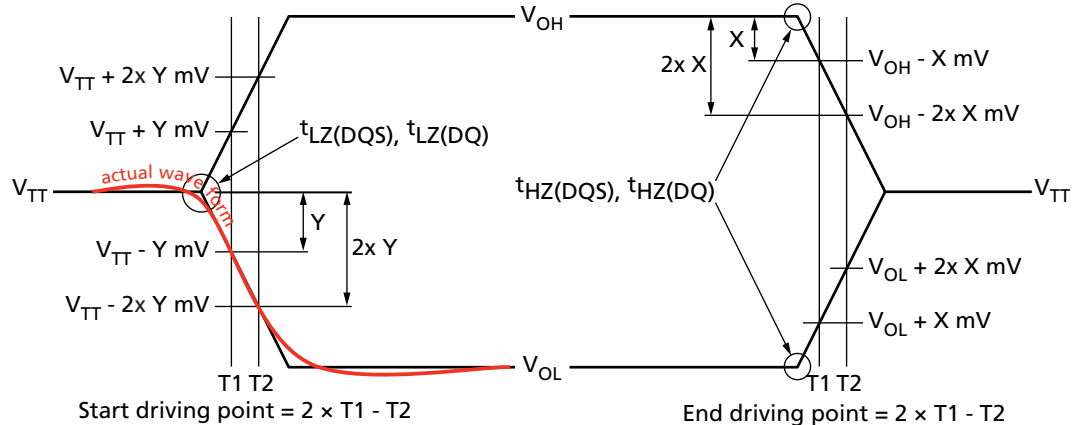 V_OH
X
2x X
V_OH - X mV
V_OH - 2x X mV
V_TT + 2x Y mV
V_TT + Y mV
t_LZ(DQS), t_LZ(DQ)
actual wave form
V_TT
t_HZ(DQS), t_HZ(DQ)
V_TT
Y
2x Y
V_TT - Y mV
V_TT - 2x Y mV
V_OL + 2x X mV
V_OL + X mV
V_OL
T1 T2
T1 T2
Start driving point = 2 × T1 - T2
End driving point = 2 × T1 - T2